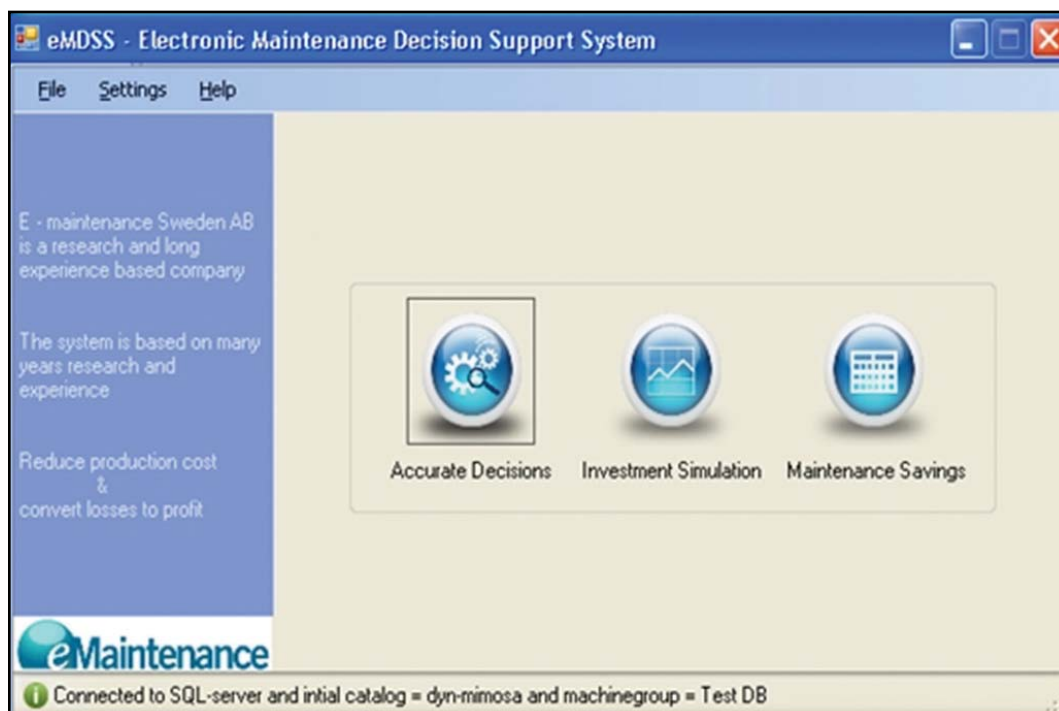 eMDSS - Electronic Maintenance Decision Support System
File Settings Help
E - maintenance Sweden AB
is a research and long
experience based company
The system is based on many
years research and
experience
Reduce production cost
&
convert losses to profit
Accurate Decisions Investment Simulation Maintenance Savings
eMaintenance
Connected to SQL-server and intial catalog = dyn-mimosa and machinegroup = Test DB